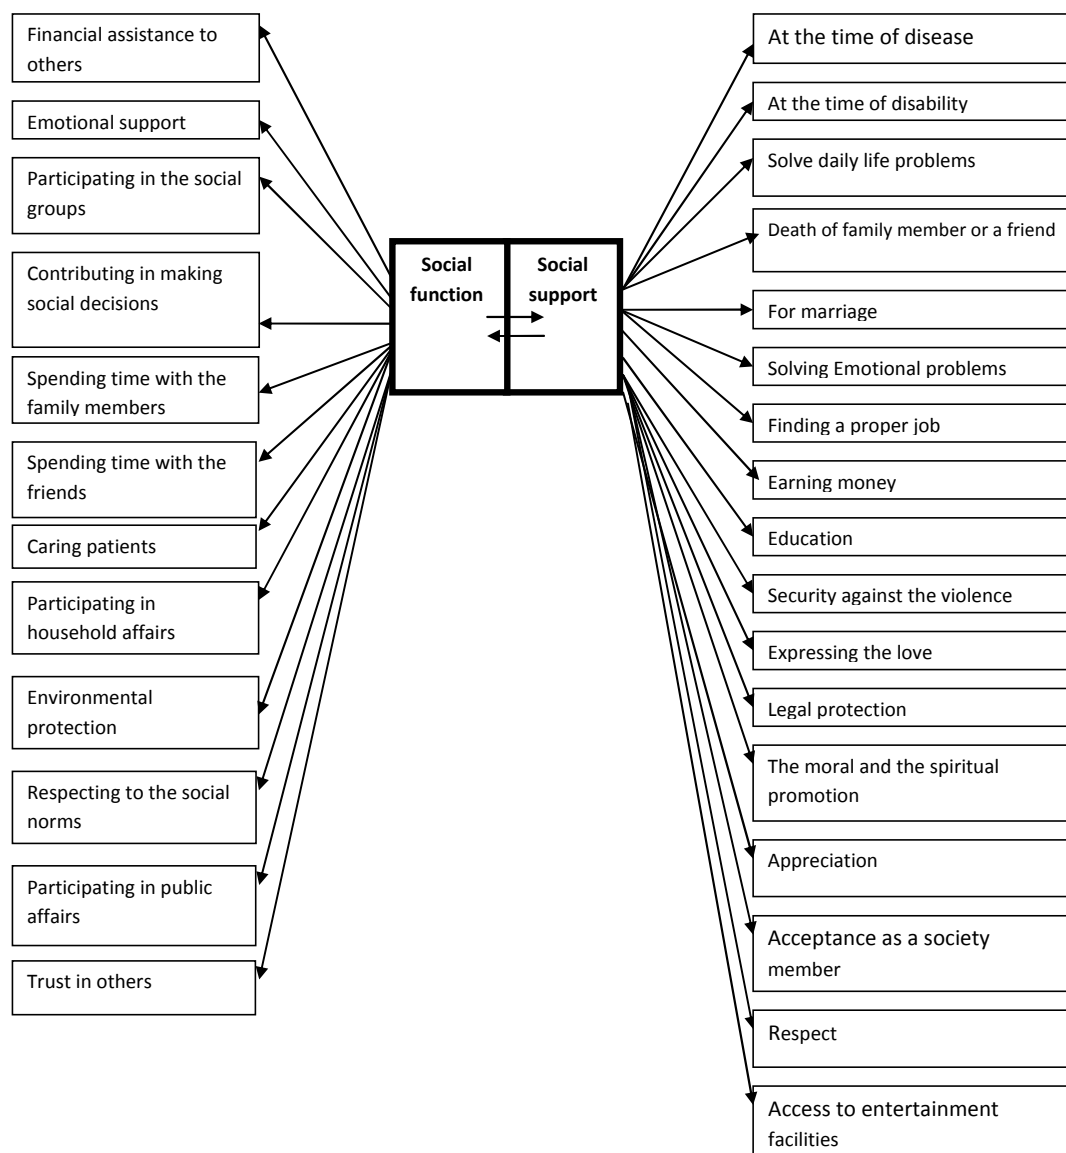 Financial assistance to
others
Emotional support
Participating in the social
groups
Contributing in making
social decisions
Spending time with the
family members
Spending time with the
friends
Caring patients
Participating in
household affairs
Environmental
protection
Respecting to the social
norms
Participating in public
affairs
Trust in others
Social
function
Social
support
At the time of disease
At the time of disability
Solve daily life problems
Death of family member or a friend
For marriage
Solving Emotional problems
Finding a proper job
Earning money
Education
Security against the violence
Expressing the love
Legal protection
The moral and the spiritual
promotion
Appreciation
Acceptance as a society
member
Respect
Access to entertainment
facilities